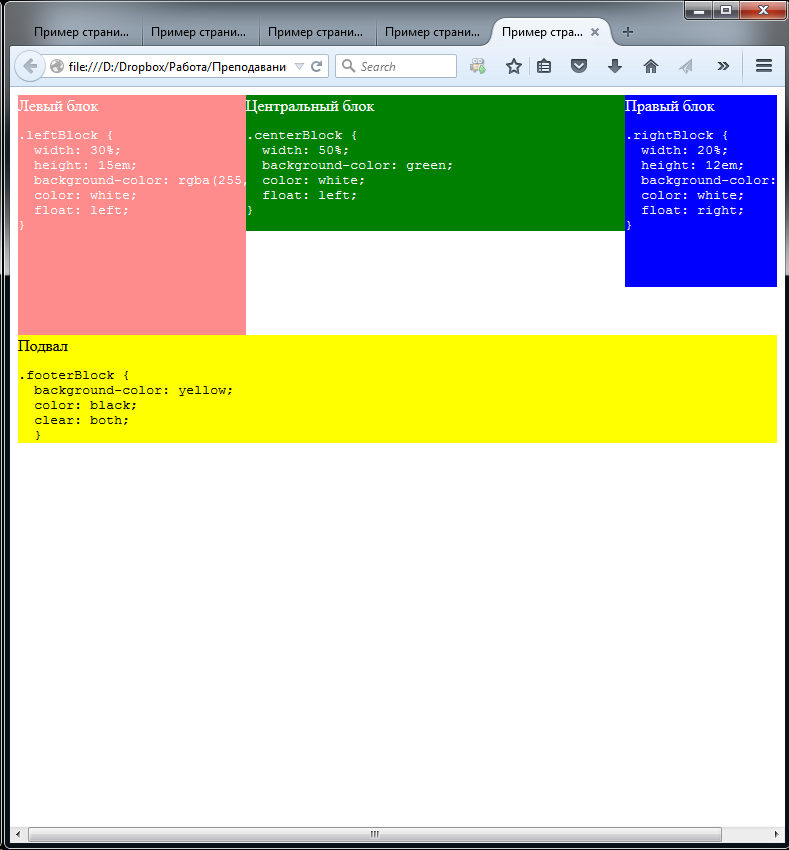 Пример страни...
Пример страни...
Пример страни...
Пример страни...
Пример стра...
file:///D:/Dropbox/Работа/Преподавани
Search
Левый блок
.leftBlock {
width: 30%;
height: 15em;
background-color: rgba(255,
color: white;
float: left;
}
Центральный блок
.centerBlock {
width: 50%;
background-color: green;
color: white;
float: left;
}
Правый блок
.rightBlock {
width: 20%;
height: 12em;
background-color:
color: white;
float: right;
}
Подвал
.footerBlock {
background-color: yellow;
color: black;
clear: both;
}